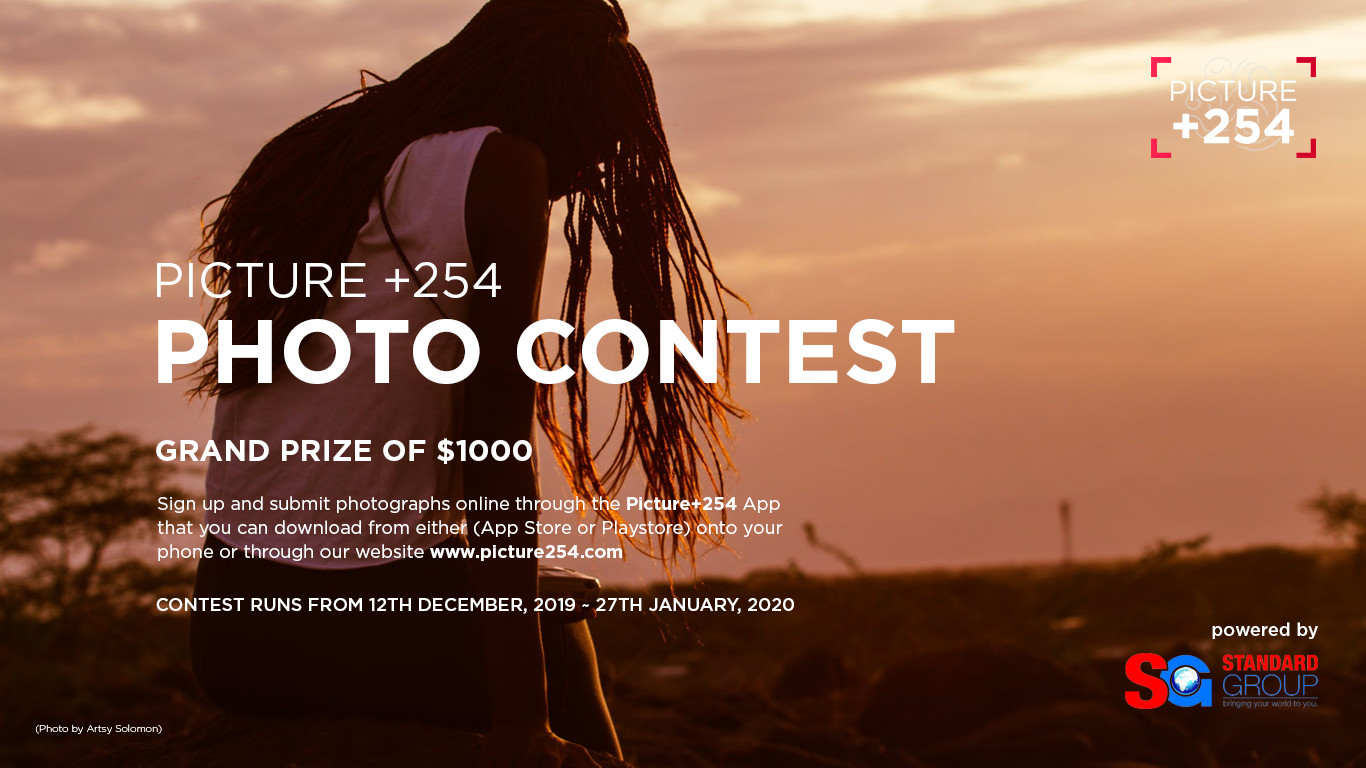 PICTURE
+254
PICTURE +254
PHOTO CONTEST
GRAND PRIZE OF $1000
Sign up and submit photographs online through the Picture+254 App
that you can download from either (App Store or Playstore) onto your
phone or through our website www.picture254.com
CONTEST RUNS FROM 12TH DECEMBER, 2019 ~ 27TH JANUARY, 2020
powered by
SG STANDARD
GROUP
bringing your world to you.
(Photo by Artsy Solomon)